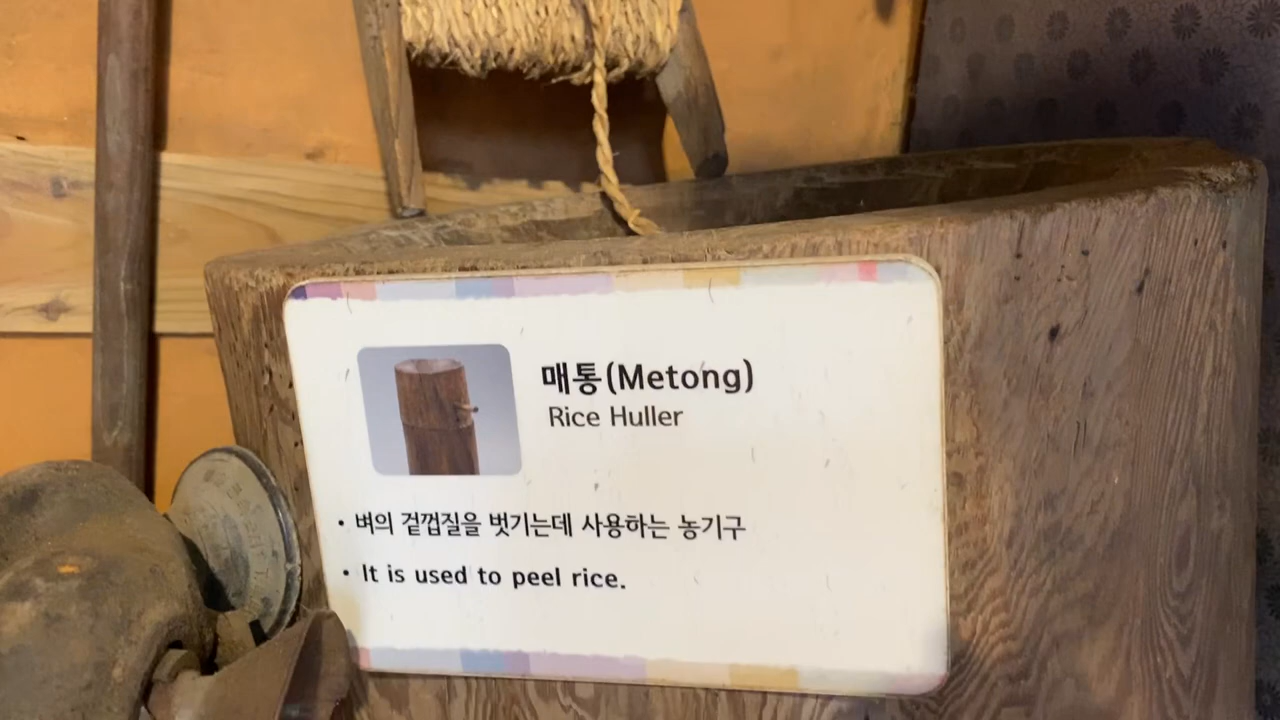 매통(Metong)
Rice Huller
• 벼의 겉껍질을 벗기는데 사용하는 농기구
• It is used to peel rice.